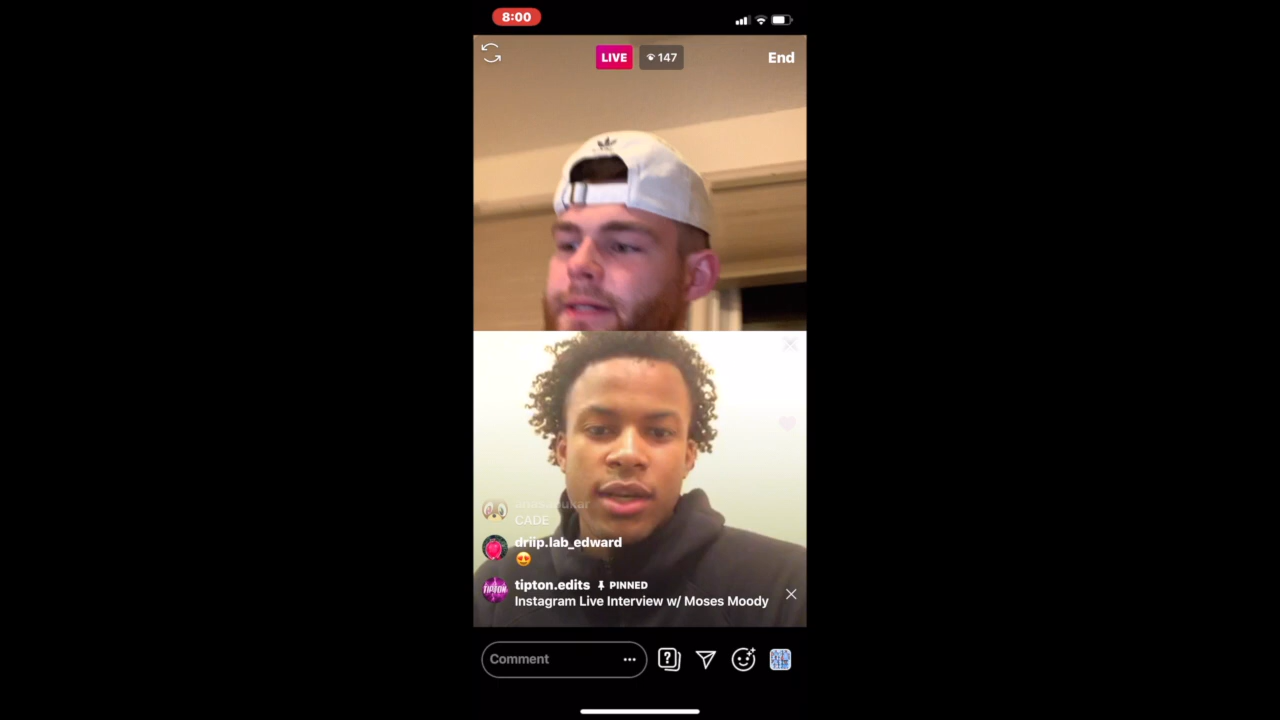 8:00
LIVE 147 End
CADE
driip.lab_edward
😍
tipton.edits PINNED
Instagram Live Interview w/ Moses Moody
Comment